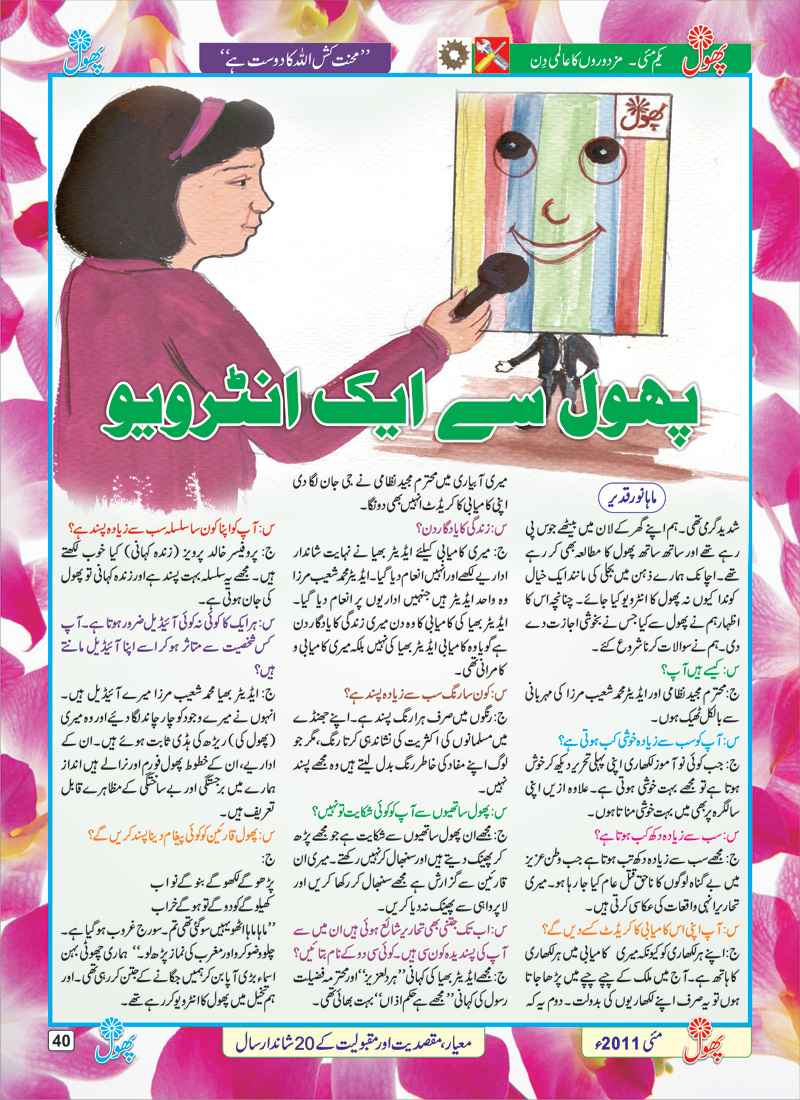 پھول
یکم مئی۔ مزدوروں کا عالمی دِن
’’محنت کش اللہ کا دوست ہے‘‘
پھول
پھول
پھول سے ایک انٹرویو
ماہا نور قدیر
شدید گرمی تھی۔ ہم اپنے گھر کے لان میں بیٹھے جوس پی
رہے تھے اور ساتھ ساتھ پھول کا مطالعہ بھی کر رہے
تھے۔ اچانک ہمارے ذہن میں بجلی کی مانند ایک خیال
کوندا کیوں نہ پھول کا انٹرویو کیا جائے۔ چنانچہ اس کا
اظہار ہم نے پھول سے کیا جس نے بخوشی اجازت دے
دی۔ ہم نے سوالات کرنا شروع کئے۔
س: کیسے ہیں آپ؟
ج: محترم مجید نظامی اور ایڈیٹر محمد شعیب مرزا کی مہربانی
سے بالکل ٹھیک ہوں۔
س: آپ کو سب سے زیادہ خوشی کب ہوتی ہے؟
ج: جب کوئی نو آموز لکھاری اپنی پہلی تحریر دیکھ کر خوش
ہوتا ہے تو مجھے بہت خوشی ہوتی ہے۔ علاوہ ازیں اپنی
سالگرہ پر بھی میں بہت خوشی مناتا ہوں۔
س: سب سے زیادہ دکھ کب ہوتا ہے؟
ج: مجھے سب سے زیادہ دکھ تب ہوتا ہے جب وطن عزیز
میں بے گناہ لوگوں کا ناحق قتل عام کیا جا رہا ہو۔ میری
تحاریر انہی واقعات کی عکاسی کرتی ہیں۔
س: آپ اپنی اس کامیابی کا کریڈٹ کسے دیں گے؟
ج: اپنے ہر لکھاری کو کیونکہ میری کامیابی میں ہر لکھاری
کا ہاتھ ہے۔ آج میں ملک کے چپے چپے میں پڑھا جاتا
ہوں تو یہ صرف اپنے لکھاریوں کی بدولت۔ دوم یہ کہ
میری آبیاری میں محترم مجید نظامی نے جی جان لگا دی
اپنی کامیابی کا کریڈٹ انہیں بھی دونگا۔
س: زندگی کا یادگار دن؟
ج: میری کامیابی کیلئے ایڈیٹر بھیا نے نہایت شاندار
اداریے لکھے اور انہیں انعام دیا گیا۔ ایڈیٹر محمد شعیب مرزا
وہ واحد ایڈیٹر ہیں جنہیں اداریوں پر انعام دیا گیا۔
ایڈیٹر بھیا کی کامیابی کا وہ دن میری زندگی کا یادگار دن
ہے گویا وہ کامیابی ایڈیٹر بھیا کی نہیں بلکہ میری کامیابی و
کامرانی تھی۔
س: کون سا رنگ سب سے زیادہ پسند ہے؟
ج: رنگوں میں صرف ہرا رنگ پسند ہے۔ اپنے جھنڈے
میں مسلمانوں کی اکثریت کی نشاندہی کرتا رنگ، مگر جو
لوگ اپنے مفاد کی خاطر رنگ بدل لیتے ہیں وہ مجھے پسند
نہیں۔
س: پھول ساتھیوں سے آپ کو کوئی شکایت تو نہیں؟
ج: مجھے ان پھول ساتھیوں سے شکایت ہے جو مجھے پڑھ
کر پھینک دیتے ہیں اور سنبھال کر نہیں رکھتے۔ میری ان
قارئین سے گزارش ہے مجھے سنبھال کر رکھا کریں اور
لاپرواہی سے پھینک نہ دیا کریں۔
س: اب تک جتنی بھی تحاریر شائع ہوئی ہیں ان میں سے
آپ کی پسندیدہ کون سی ہیں۔ کوئی سی دو کے نام بتائیں؟
ج: مجھے ایڈیٹر بھیا کی کہانی ’’ہر دلعزیز‘‘ اور محترمہ فضیلت
رسول کی کہانی ’’مجھے ہے حکم اذاں‘‘ بہت بھائی تھی۔
س: آپ کو اپنا کون سا سلسلہ سب سے زیادہ پسند ہے؟
ج: پروفیسر خالد پرویز (زندہ کہانی) کیا خوب لکھتے
ہیں۔ مجھے یہ سلسلہ بہت پسند ہے اور زندہ کہانی تو پھول
کی جان ہوتی ہے۔
س: ہر ایک کا کوئی نہ کوئی آئیڈیل ضرور ہوتا ہے۔ آپ
کس شخصیت سے متاثر ہو کر اسے اپنا آئیڈیل مانتے
ہیں؟
ج: ایڈیٹر بھیا محمد شعیب مرزا میرے آئیڈیل ہیں۔
انہوں نے میرے وجود کو چار چاند لگا دیئے اور وہ میری
(پھول کی) ریڑھ کی ہڈی ثابت ہوئے ہیں۔ ان کے
اداریے، ان کے خطوط پھول فورم اور نرالے ہیں انداز
ہمارے میں برجستگی اور بے ساختگی کے مظاہرے قابل
تعریف ہیں۔
س: پھول قارئین کو کوئی پیغام دینا پسند کریں گے؟
ج:
پڑھو گے لکھو گے بنو گے نواب
کھیلو گے کودو گے تو ہو گے خراب
’’ماہا ماہا اٹھو یہیں سو گئی تھی تم۔ سورج غروب ہو گیا ہے۔
چلو وضو کرو اور مغرب کی نماز پڑھ لو۔‘‘ ہماری چھوٹی بہن
اسماء بڑی آپا بن کر ہمیں جگانے کے جتن کر رہی تھی۔ اور
ہم تخیل میں پھول کا انٹرویو کر رہے تھے۔
پھول
مئی 2011ء
معیار، مقصدیت اور مقبولیت کے 20 شاندار سال
پھول
40